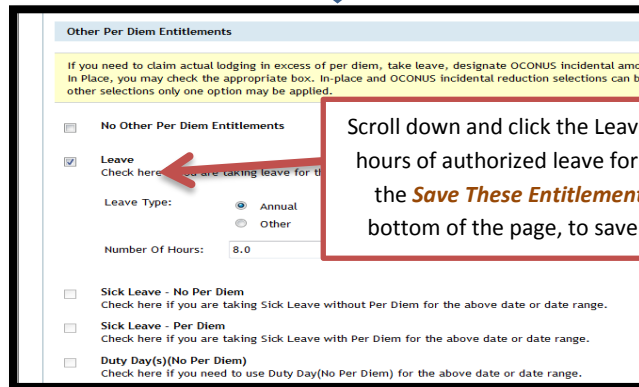 Other Per Diem Entitlements
If you need to claim actual lodging in excess of per diem, take leave, designate OCONUS incidental amo
In Place, you may check the appropriate box. In-place and OCONUS incidental reduction selections can b
other selections only one option may be applied.
No Other Per Diem Entitlements
Scroll down and click the Leav
hours of authorized leave for
the Save These Entitlement
bottom of the page, to save
Leave
Check here you are taking leave for th
Leave Type:
Annual
Other
Number Of Hours:
8.0
Sick Leave - No Per Diem
Check here if you are taking Sick Leave without Per Diem for the above date or date range.
Sick Leave - Per Diem
Check here if you are taking Sick Leave with Per Diem for the above date or date range.
Duty Day(s)(No Per Diem)
Check here if you need to use Duty Day(No Per Diem) for the above date or date range.